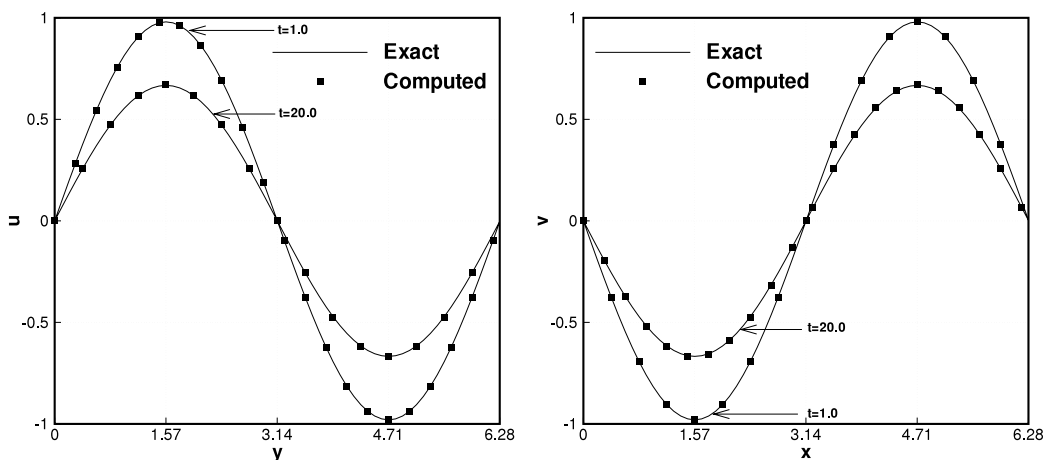 1
t=1.0
Exact
Computed
0.5
t=20.0
u
0
-0.5
-1
0
1.57
3.14
4.71
6.28
y
1
Exact
Computed
0.5
v
0
-0.5
t=20.0
t=1.0
-1
0
1.57
3.14
4.71
6.28
x